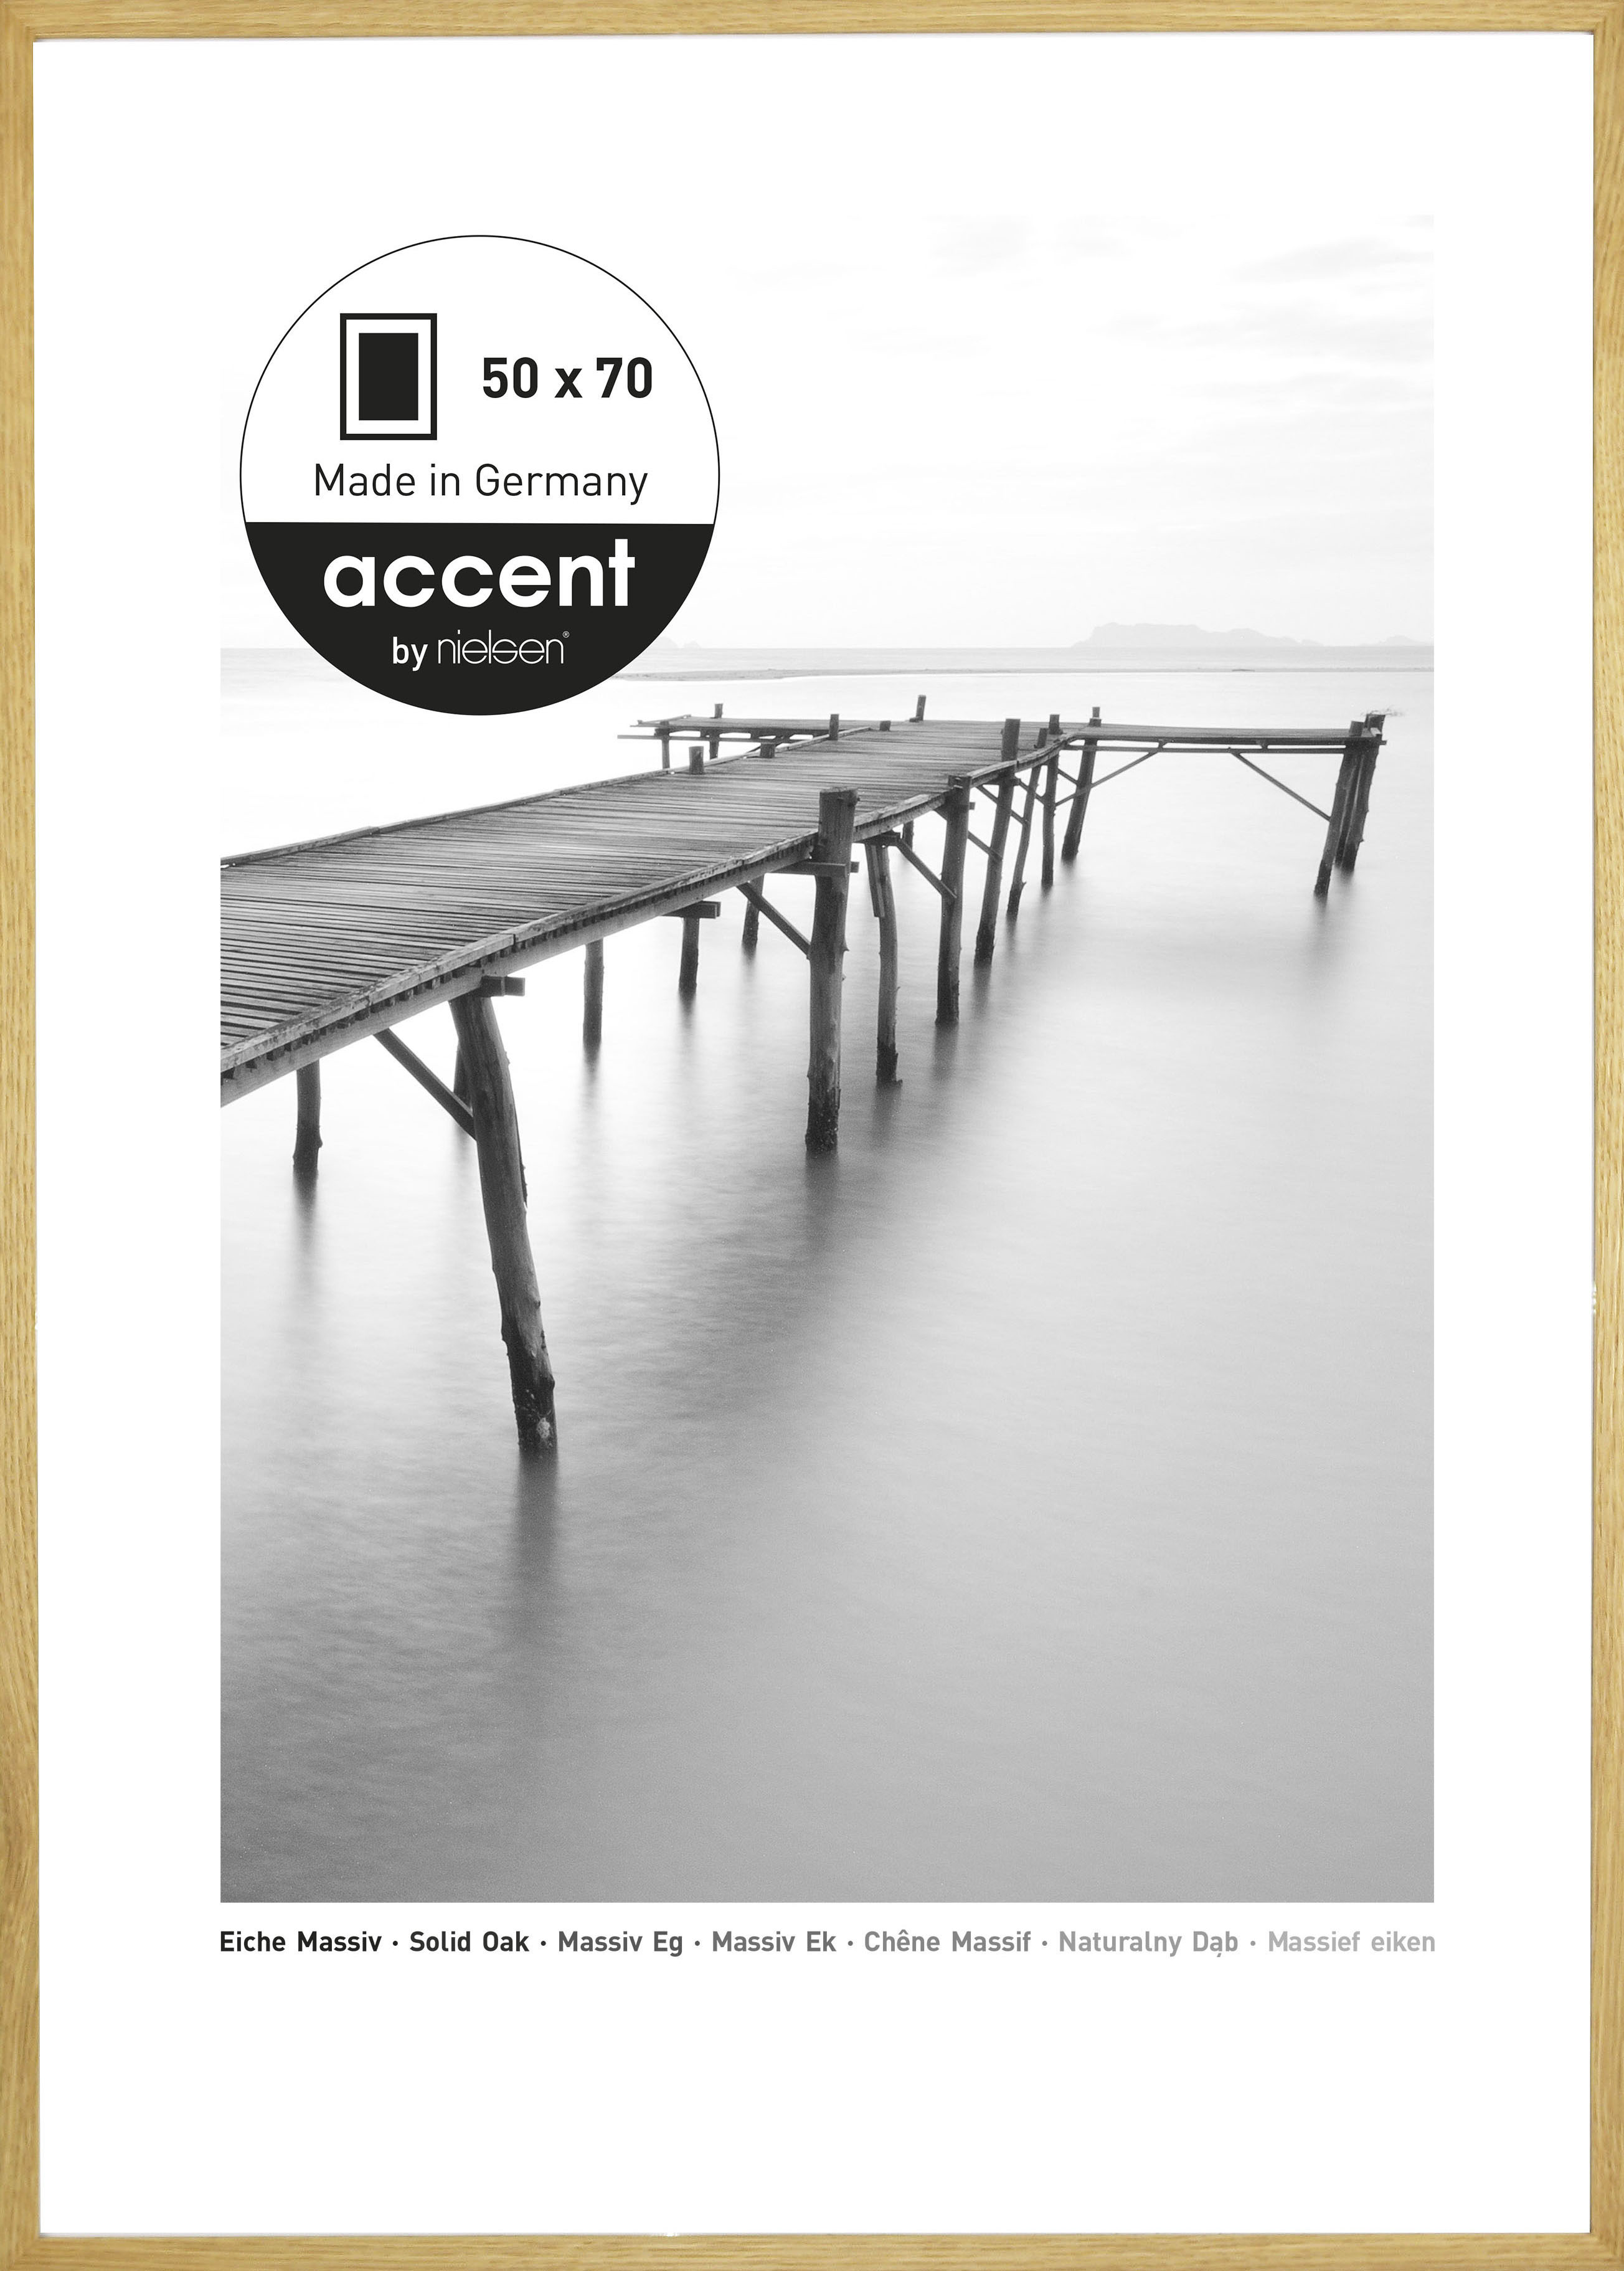 50 x 70
Made in Germany
accent
by nielsen®
Eiche Massiv · Solid Oak · Massiv Eg · Massiv Ek · Chêne Massif · Naturalny Dąb · Massief eiken